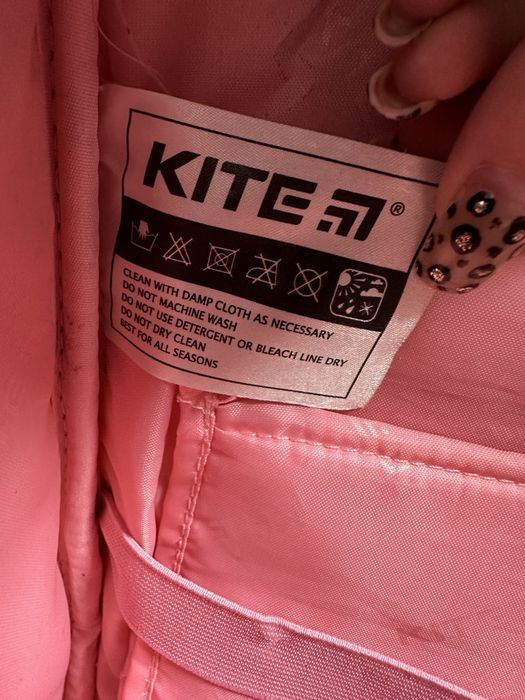 KITE ®
CLEAN WITH DAMP CLOTH AS NECESSARY
DO NOT MACHINE WASH
DO NOT USE DETERGENT OR BLEACH LINE DRY
DO NOT DRY CLEAN
BEST FOR ALL SEASONS